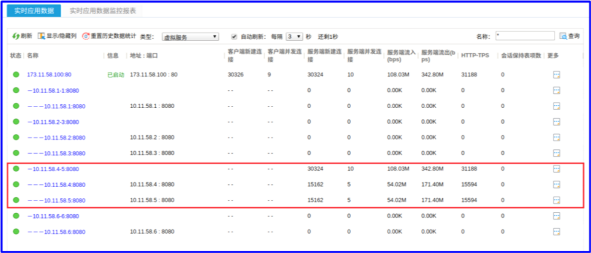 实时应用数据 实时应用数据监控报表
刷新 显示/隐藏列 重置历史数据统计 类型: 虚拟服务 自动刷新: 每隔 3 秒 还剩1秒 名称: * 查询
状态 名称 信息 地址 : 端口 客户端新建连接 客户端并发连接 服务端新建连接 服务端并发连接 服务端流入(bps) 服务端流出(bps) HTTP-TPS 会话保持表项数 更多
173.11.58.100:80 已启动 173.11.58.100 : 80 30326 9 30324 10 108.03M 342.80M 31188 0
－10.11.58.1-1:8080 - - - - 0 0 0.00K 0.00K 0 0
－－－10.11.58.1:8080 10.11.58.1 : 8080 - - - - 0 0 0.00K 0.00K 0 0
－10.11.58.2-3:8080 - - - - 0 0 0.00K 0.00K 0 0
－－－10.11.58.2:8080 10.11.58.2 : 8080 - - - - 0 0 0.00K 0.00K 0 0
－－－10.11.58.3:8080 10.11.58.3 : 8080 - - - - 0 0 0.00K 0.00K 0 0
－10.11.58.4-5:8080 - - - - 30324 10 108.03M 342.80M 31188 0
－－－10.11.58.4:8080 10.11.58.4 : 8080 - - - - 15162 5 54.02M 171.40M 15594 0
－－－10.11.58.5:8080 10.11.58.5 : 8080 - - - - 15162 5 54.02M 171.40M 15594 0
－10.11.58.6-6:8080 - - - - 0 0 0.00K 0.00K 0 0
－－－10.11.58.6:8080 10.11.58.6 : 8080 - - - - 0 0 0.00K 0.00K 0 0